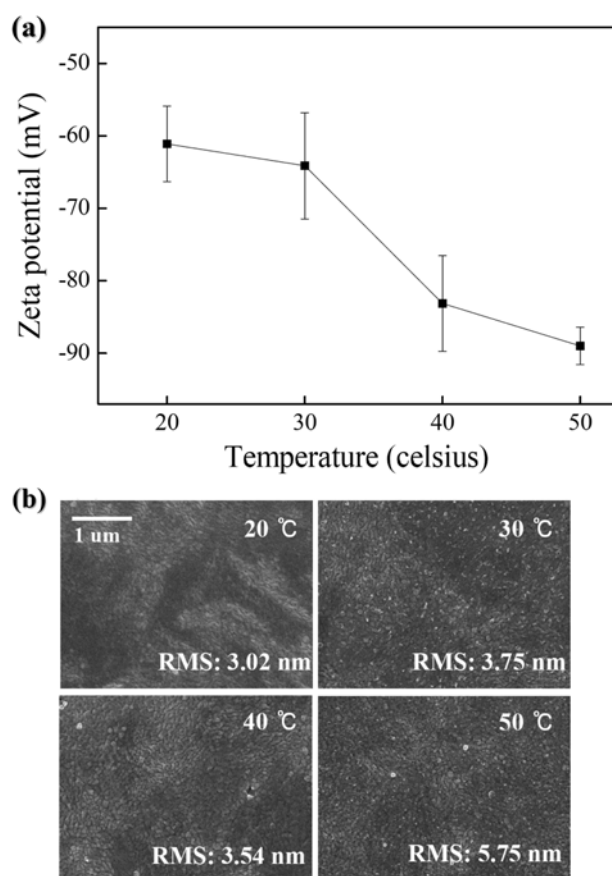 (a)
-50
-60
-70
-80
-90
Zeta potential (mV)
20 30 40 50
Temperature (celsius)
(b)
1 um
20 ℃
RMS: 3.02 nm
30 ℃
RMS: 3.75 nm
40 ℃
RMS: 3.54 nm
50 ℃
RMS: 5.75 nm